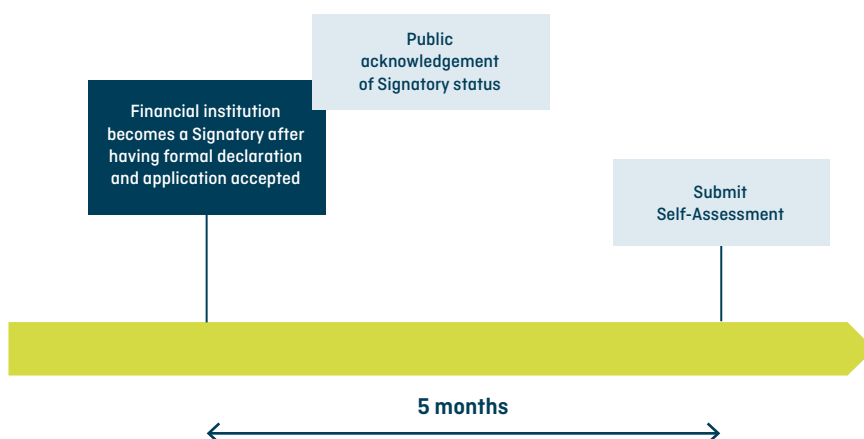 Public
acknowledgement
of Signatory status
Financial institution
becomes a Signatory after
having formal declaration
and application accepted
Submit
Self-Assessment
5 months